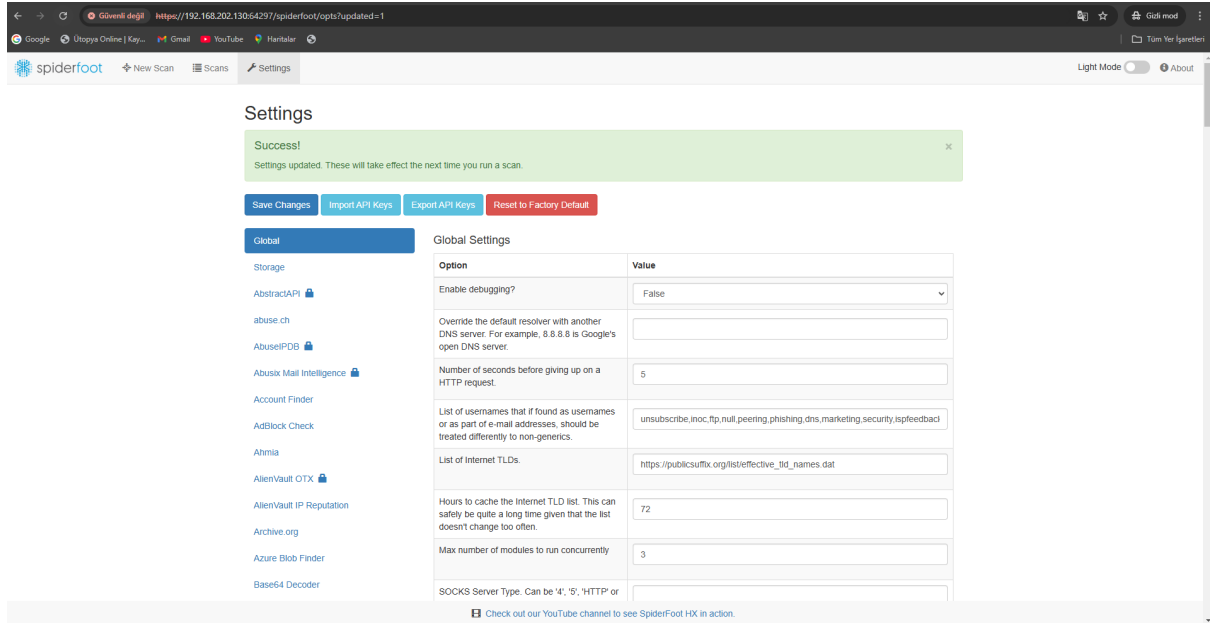 Güvenli değil https://192.168.202.130:64297/spiderfoot/opts?updated=1 Gizli mod
Google Ütopya Online | Kay... Gmail YouTube Haritalar Tüm Yer İşaretleri
spiderfoot New Scan Scans Settings Light Mode About
Settings
Success!
×
Settings updated. These will take effect the next time you run a scan.
Save Changes Import API Keys Export API Keys Reset to Factory Default
Global
Storage
AbstractAPI
abuse.ch
AbuseIPDB
Abusix Mail Intelligence
Account Finder
AdBlock Check
Ahmia
AlienVault OTX
AlienVault IP Reputation
Archive.org
Azure Blob Finder
Base64 Decoder
Global Settings
Option Value
Enable debugging? False
Override the default resolver with another
DNS server. For example, 8.8.8.8 is Google's
open DNS server.
Number of seconds before giving up on a
HTTP request.
5
List of usernames that if found as usernames
or as part of e-mail addresses, should be
treated differently to non-generics.
unsubscribe,inoc,ftp,null,peering,phishing,dns,marketing,security,ispfeedback
List of Internet TLDs. https://publicsuffix.org/list/effective_tld_names.dat
Hours to cache the Internet TLD list. This can
safely be quite a long time given that the list
doesn't change too often.
72
Max number of modules to run concurrently 3
SOCKS Server Type. Can be '4', '5', 'HTTP' or
Check out our YouTube channel to see SpiderFoot HX in action.